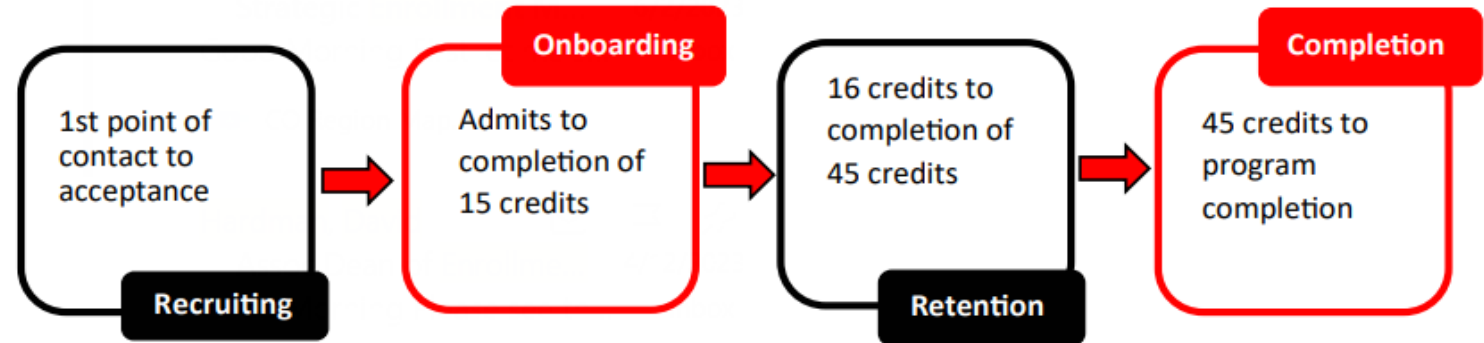 1st point of
contact to
acceptance
Recruiting
Onboarding
Admits to
completion of
15 credits
16 credits to
completion of
45 credits
Retention
Completion
45 credits to
program
completion